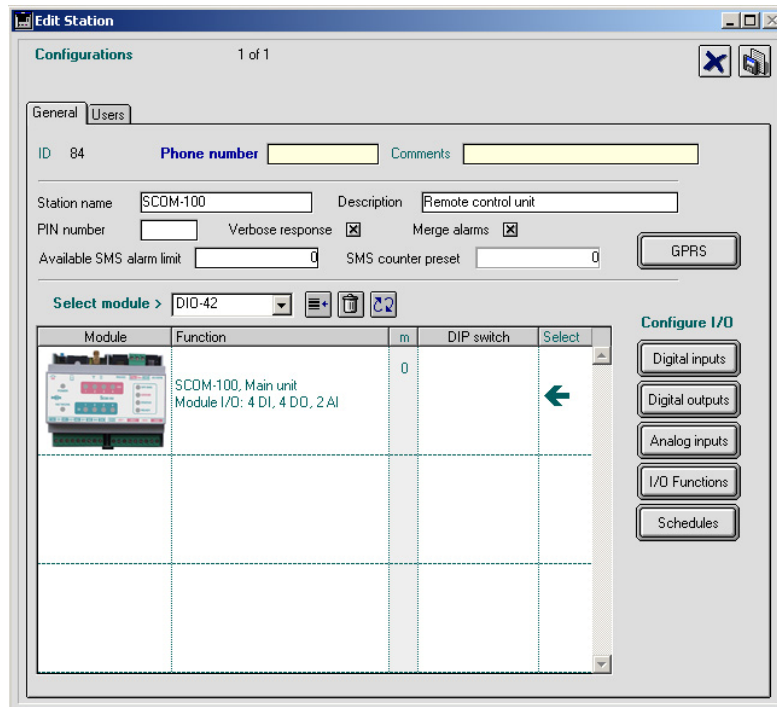 Edit Station
Configurations 1 of 1
General Users
ID 84 Phone number Comments
Station name SCOM-100 Description Remote control unit
PIN number Verbose response Merge alarms
Available SMS alarm limit 0 SMS counter preset 0
GPRS
Select module > DIO-42
Configure I/O
Module Function m DIP switch Select
0
SCOM-100, Main unit
Module I/O: 4 DI, 4 DO, 2 AI
Digital inputs
Digital outputs
Analog inputs
I/O Functions
Schedules